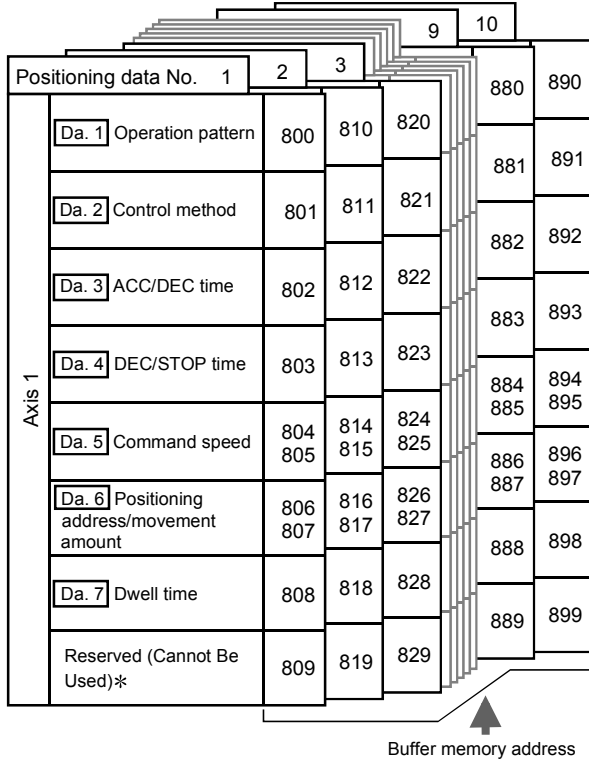 Positioning data No. 1 2 3 9 10
Axis 1
Da. 1 Operation pattern 800 810 820 880 890
Da. 2 Control method 801 811 821 881 891
Da. 3 ACC/DEC time 802 812 822 882 892
Da. 4 DEC/STOP time 803 813 823 883 893
Da. 5 Command speed 804 805 814 815 824 825 884 885 894 895
Da. 6 Positioning
address/movement
amount 806 807 816 817 826 827 886 887 896 897
Da. 7 Dwell time 808 818 828 888 898
Reserved (Cannot Be
Used)* 809 819 829 889 899
Buffer memory address